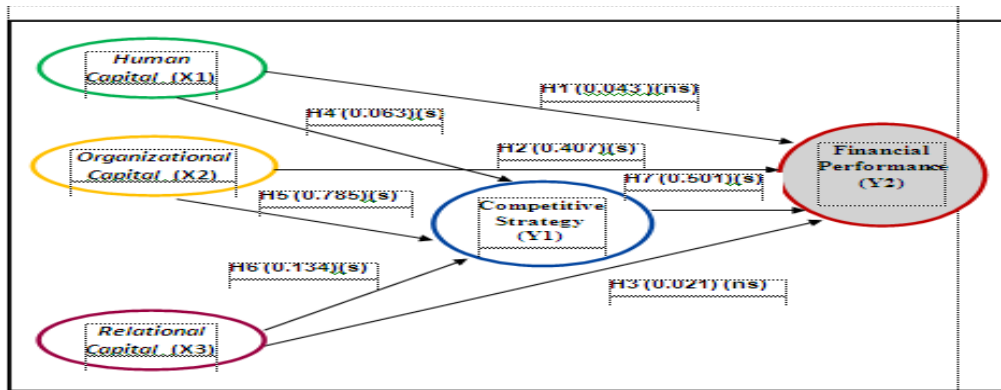 Human
Capital (X1)
H1 (0.043)(ns)
H4 (0.063)(s)
Organizational
Capital (X2)
H2 (0.407)(s)
Financial
Performance
(Y2)
H7 (0.501)(s)
H5 (0.785)(s)
Competitive
Strategy
(Y1)
H6 (0.134)(s)
H3 (0.021) (ns)
Relational
Capital (X3)